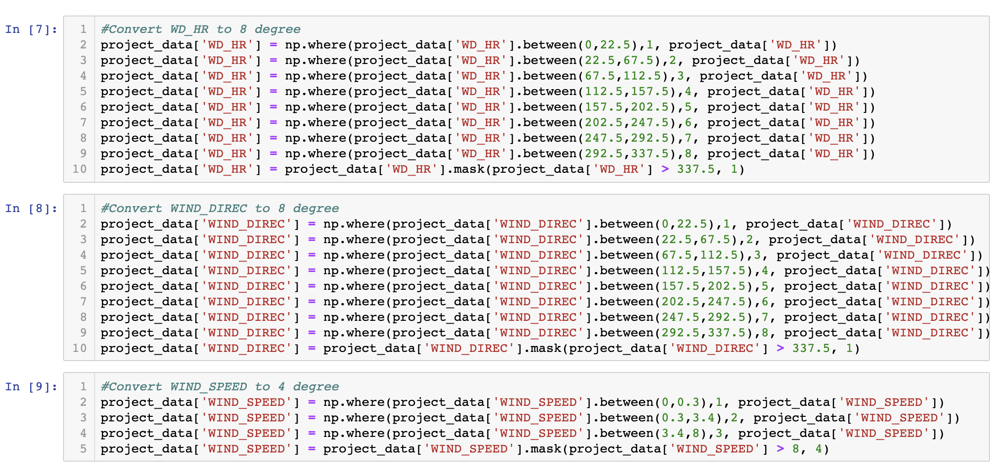 In [7]:
1 #Convert WD_HR to 8 degree
2 project_data['WD_HR'] = np.where(project_data['WD_HR'].between(0,22.5),1, project_data['WD_HR'])
3 project_data['WD_HR'] = np.where(project_data['WD_HR'].between(22.5,67.5),2, project_data['WD_HR'])
4 project_data['WD_HR'] = np.where(project_data['WD_HR'].between(67.5,112.5),3, project_data['WD_HR'])
5 project_data['WD_HR'] = np.where(project_data['WD_HR'].between(112.5,157.5),4, project_data['WD_HR'])
6 project_data['WD_HR'] = np.where(project_data['WD_HR'].between(157.5,202.5),5, project_data['WD_HR'])
7 project_data['WD_HR'] = np.where(project_data['WD_HR'].between(202.5,247.5),6, project_data['WD_HR'])
8 project_data['WD_HR'] = np.where(project_data['WD_HR'].between(247.5,292.5),7, project_data['WD_HR'])
9 project_data['WD_HR'] = np.where(project_data['WD_HR'].between(292.5,337.5),8, project_data['WD_HR'])
10 project_data['WD_HR'] = project_data['WD_HR'].mask(project_data['WD_HR'] > 337.5, 1)
In [8]:
1 #Convert WIND_DIREC to 8 degree
2 project_data['WIND_DIREC'] = np.where(project_data['WIND_DIREC'].between(0,22.5),1, project_data['WIND_DIREC'])
3 project_data['WIND_DIREC'] = np.where(project_data['WIND_DIREC'].between(22.5,67.5),2, project_data['WIND_DIREC'])
4 project_data['WIND_DIREC'] = np.where(project_data['WIND_DIREC'].between(67.5,112.5),3, project_data['WIND_DIREC'])
5 project_data['WIND_DIREC'] = np.where(project_data['WIND_DIREC'].between(112.5,157.5),4, project_data['WIND_DIREC'])
6 project_data['WIND_DIREC'] = np.where(project_data['WIND_DIREC'].between(157.5,202.5),5, project_data['WIND_DIREC'])
7 project_data['WIND_DIREC'] = np.where(project_data['WIND_DIREC'].between(202.5,247.5),6, project_data['WIND_DIREC'])
8 project_data['WIND_DIREC'] = np.where(project_data['WIND_DIREC'].between(247.5,292.5),7, project_data['WIND_DIREC'])
9 project_data['WIND_DIREC'] = np.where(project_data['WIND_DIREC'].between(292.5,337.5),8, project_data['WIND_DIREC'])
10 project_data['WIND_DIREC'] = project_data['WIND_DIREC'].mask(project_data['WIND_DIREC'] > 337.5, 1)
In [9]:
1 #Convert WIND_SPEED to 4 degree
2 project_data['WIND_SPEED'] = np.where(project_data['WIND_SPEED'].between(0,0.3),1, project_data['WIND_SPEED'])
3 project_data['WIND_SPEED'] = np.where(project_data['WIND_SPEED'].between(0.3,3.4),2, project_data['WIND_SPEED'])
4 project_data['WIND_SPEED'] = np.where(project_data['WIND_SPEED'].between(3.4,8),3, project_data['WIND_SPEED'])
5 project_data['WIND_SPEED'] = project_data['WIND_SPEED'].mask(project_data['WIND_SPEED'] > 8, 4)